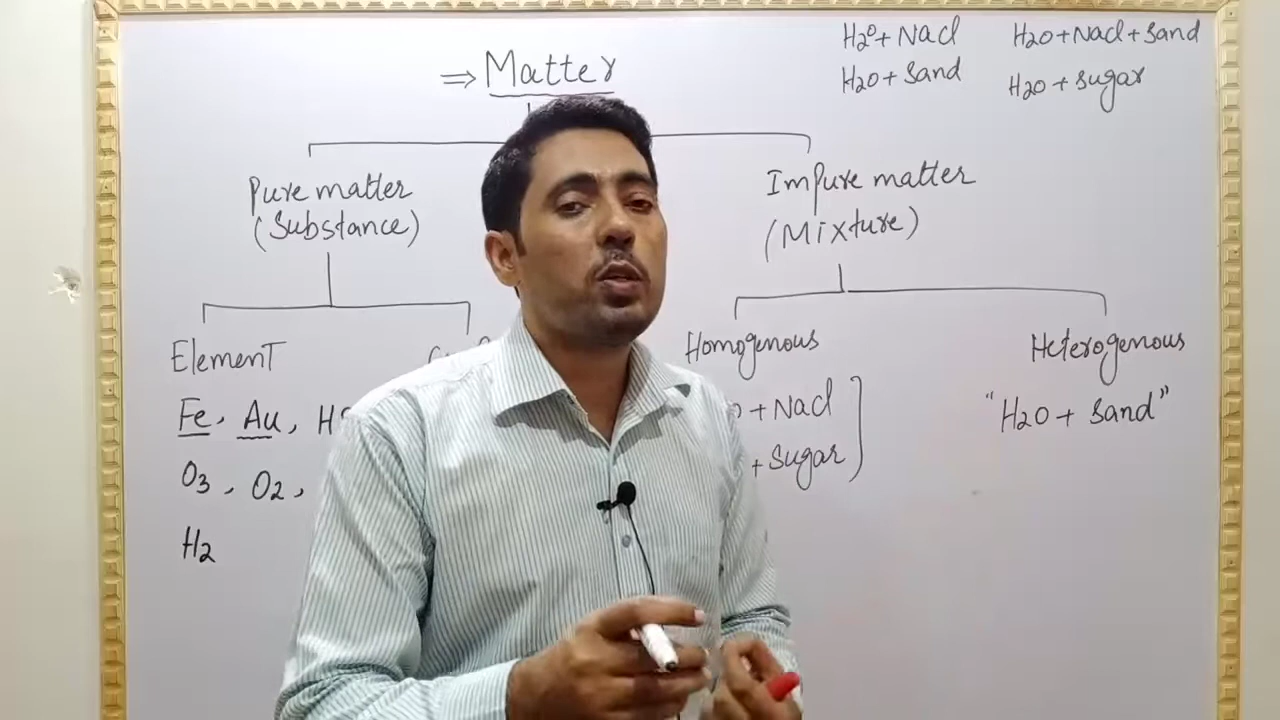 ⇒ Matter
H2O + Nacl
H2O + Sand
H2O + Nacl + Sand
H2O + Sugar
Pure matter
(Substance)
Impure matter
(Mixture)
Element
Fe, Au,
O3, O2,
H2
Homogenous
+ Nacl
+ Sugar
Heterogenous
"H2O + Sand"